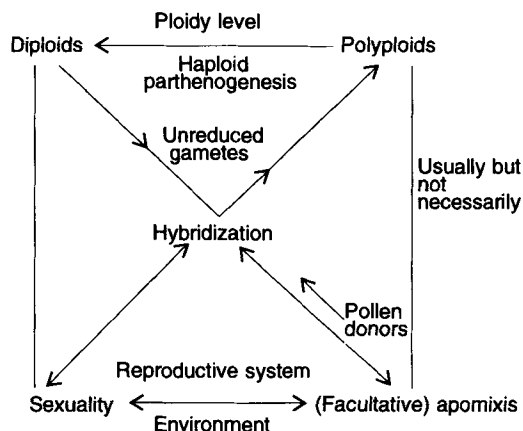 Ploidy level
Diploids
Polyploids
Haploid
parthenogenesis
Unreduced
gametes
Usually but
not
necessarily
Hybridization
Pollen
donors
Reproductive system
Sexuality
(Facultative) apomixis
Environment